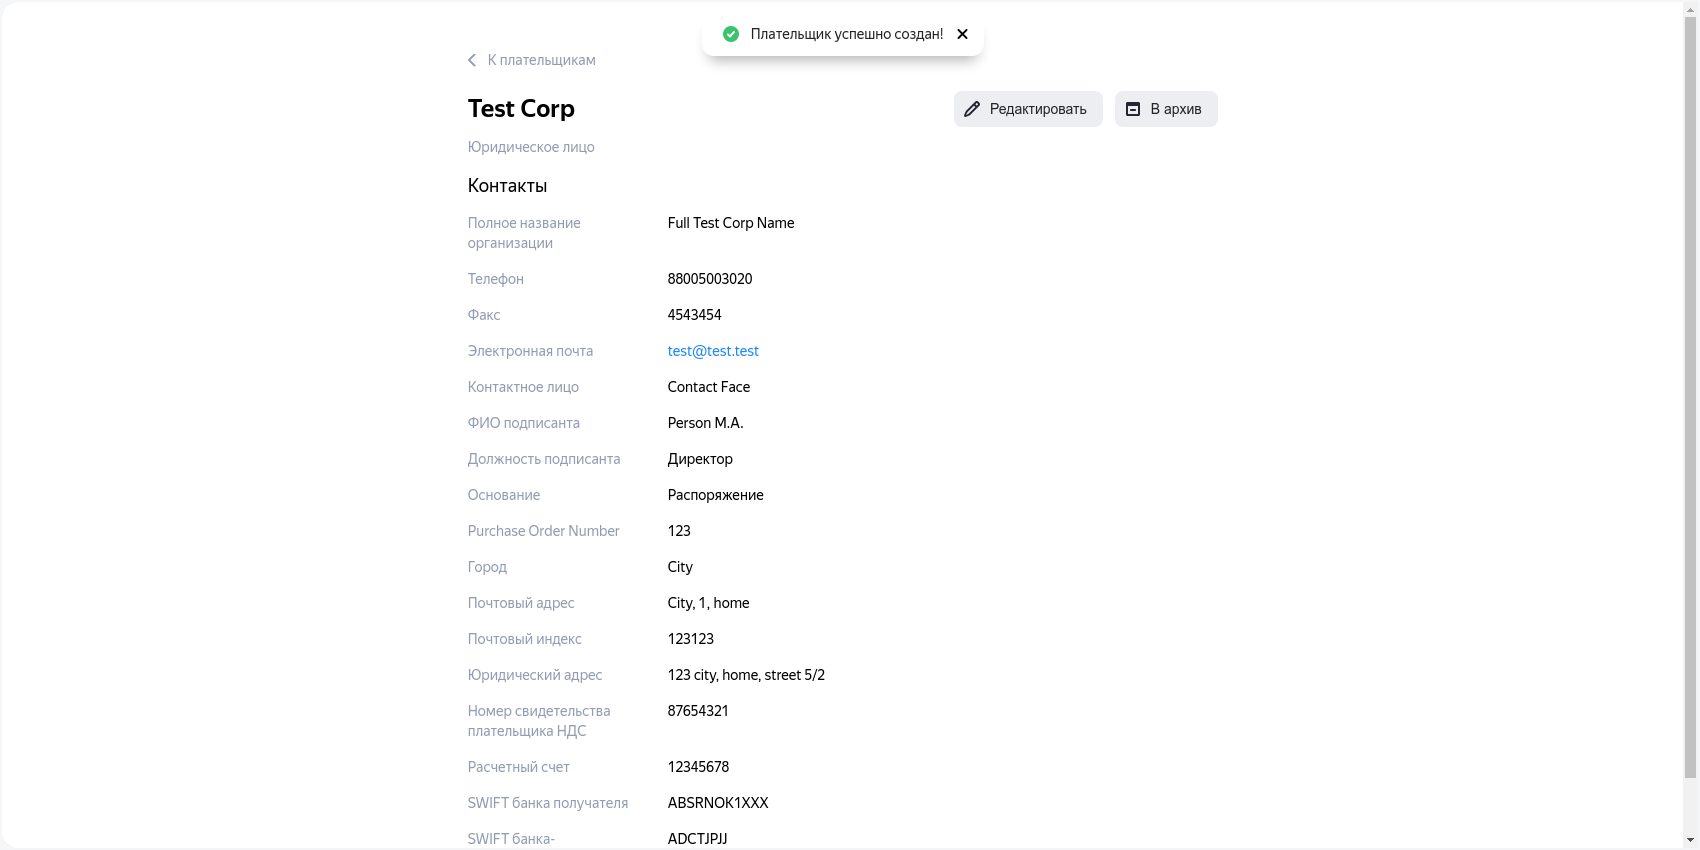 Плательщик успешно создан!
К плательщикам
Test Corp
Редактировать
В архив
Юридическое лицо
Контакты
Полное название
организации
Full Test Corp Name
Телефон
88005003020
Факс
4543454
Электронная почта
test@test.test
Контактное лицо
Contact Face
ФИО подписанта
Person M.A.
Должность подписанта
Директор
Основание
Распоряжение
Purchase Order Number
123
Город
City
Почтовый адрес
City, 1, home
Почтовый индекс
123123
Юридический адрес
123 city, home, street 5/2
Номер свидетельства
плательщика НДС
87654321
Расчетный счет
12345678
SWIFT банка получателя
ABSRNOK1XXX
SWIFT банка-
ADCTJPJJ